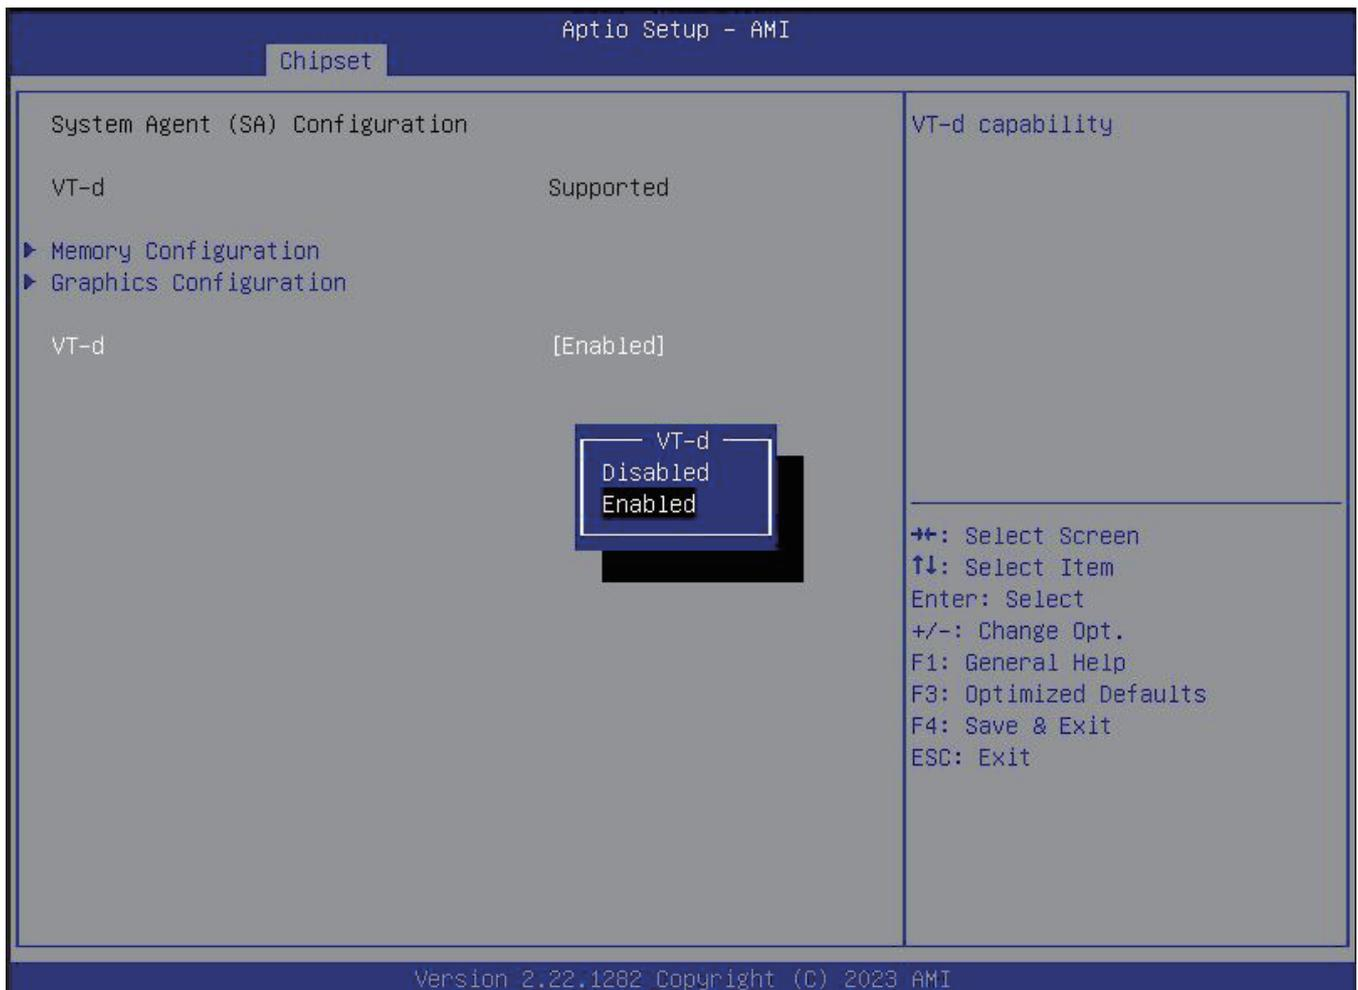 Aptio Setup – AMI
Chipset
System Agent (SA) Configuration
VT-d Supported
Memory Configuration
Graphics Configuration
VT-d [Enabled]
VT-d
Disabled
Enabled
VT-d capability
→←: Select Screen
↑↓: Select Item
Enter: Select
+/-: Change Opt.
F1: General Help
F3: Optimized Defaults
F4: Save & Exit
ESC: Exit
Version 2.22.1282 Copyright (C) 2023 AMI